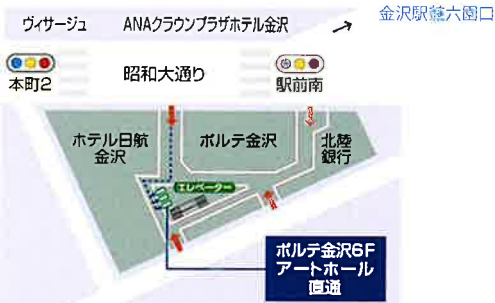 金沢駅兼六園口
ヴィサージュ
ANAクラウンプラザホテル金沢
本町2
昭和大通り
駅前南
ホテル日航
金沢
ポルテ金沢
北陸
銀行
エレベーター
ポルテ金沢6F
アートホール
直通